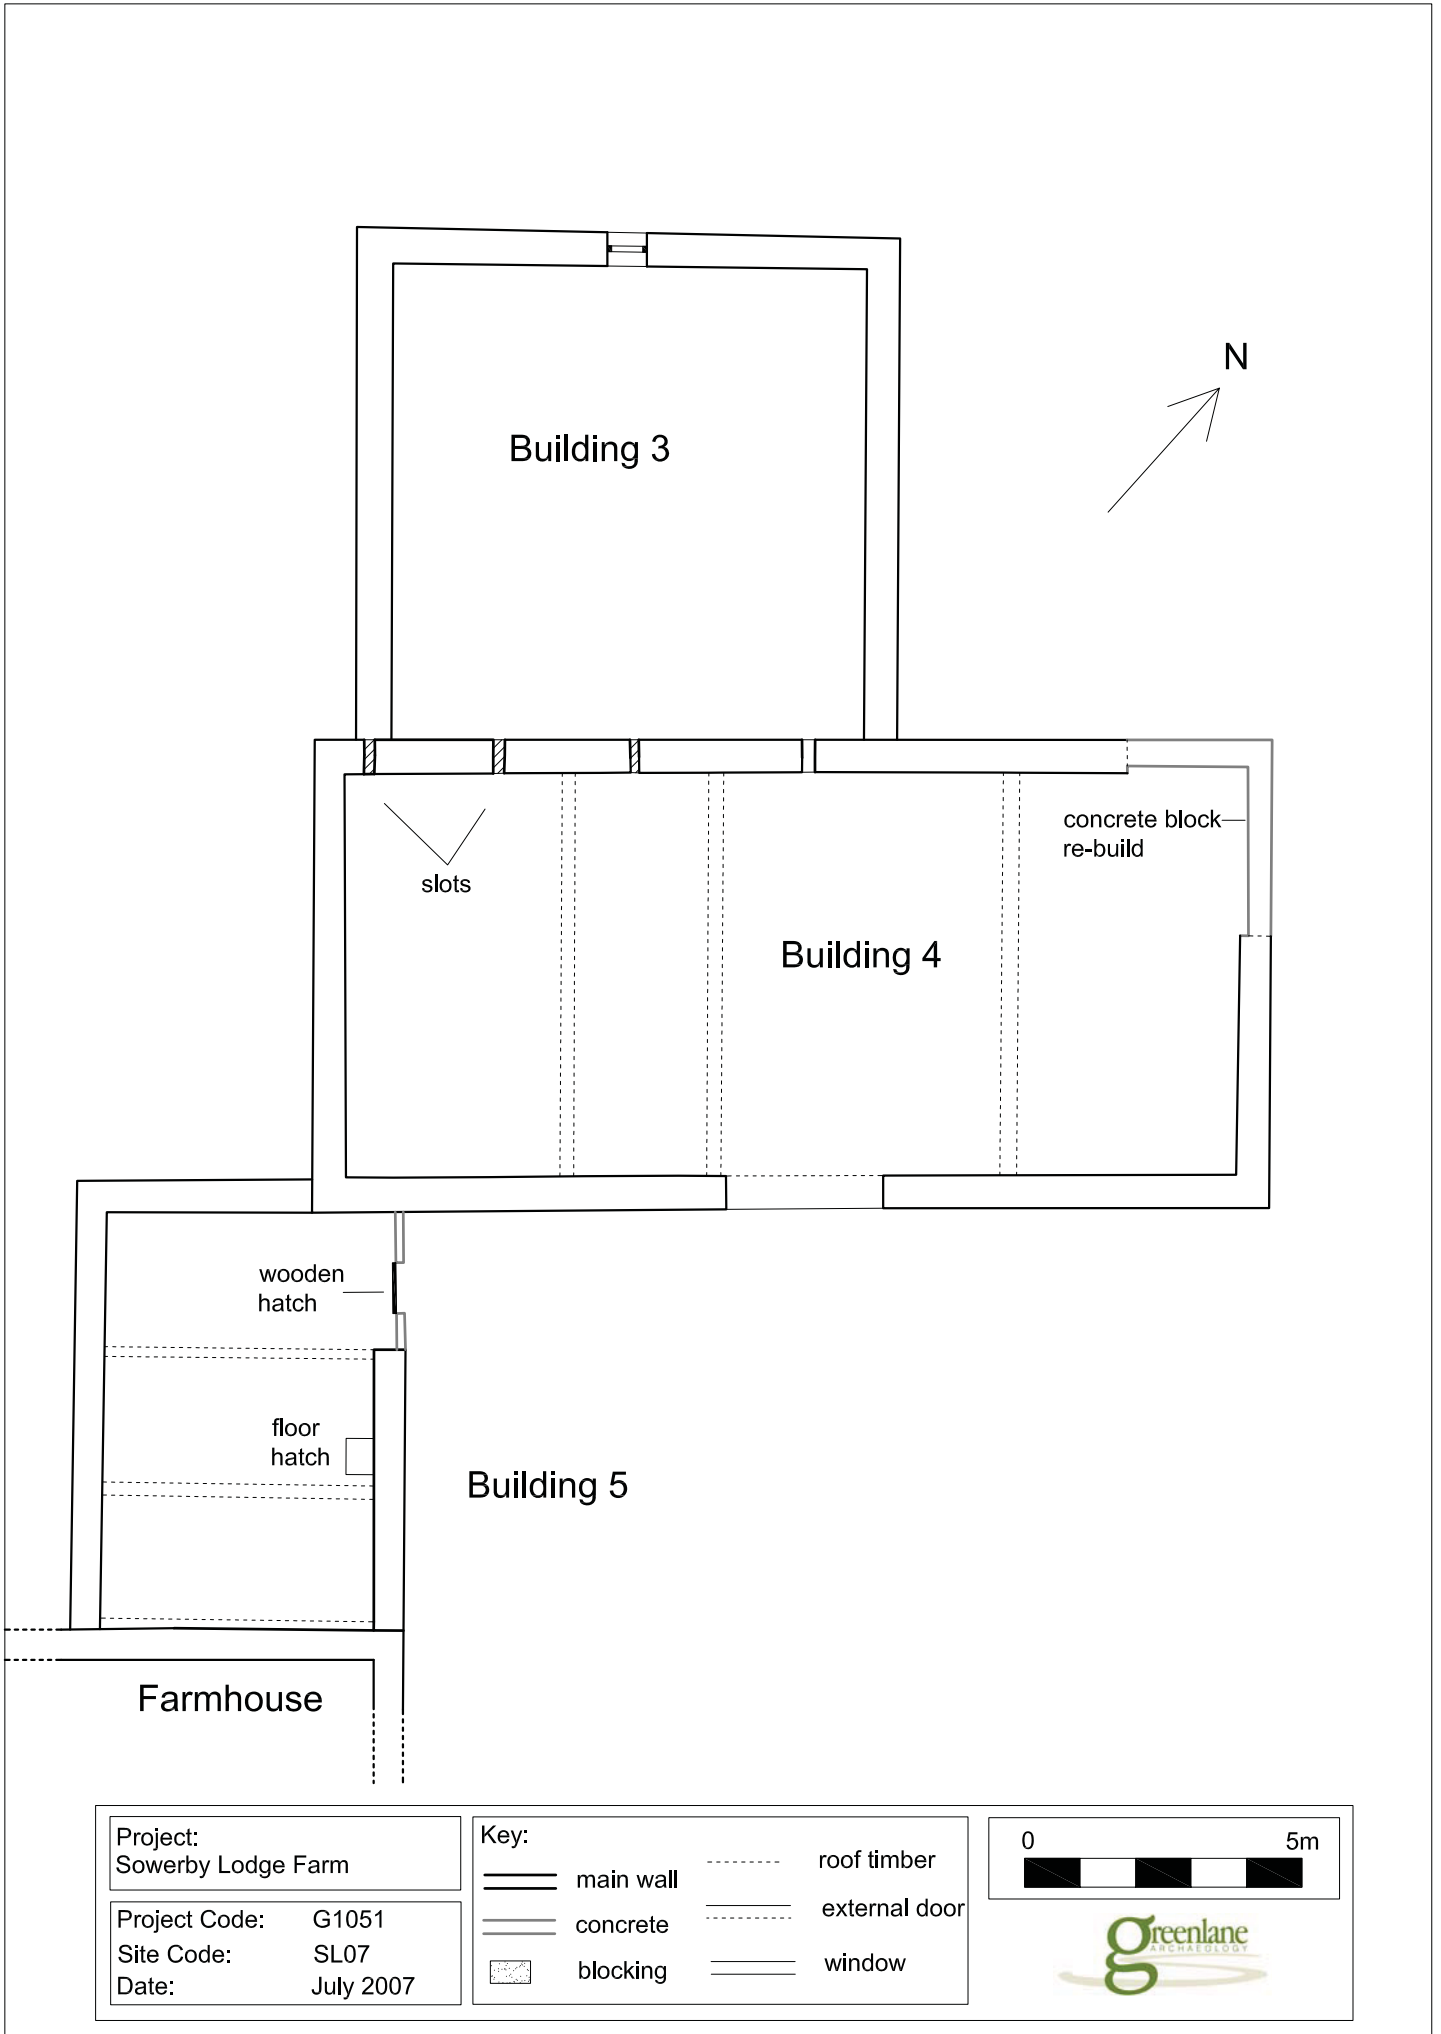 N
Building 3
concrete block
re-build
slots
Building 4
wooden
hatch
floor
hatch
Building 5
Farmhouse
Project:
Sowerby Lodge Farm
Project Code: G1051
Site Code: SL07
Date: July 2007
Key:
main wall
concrete
blocking
roof timber
external door
window
0 5m
greenlane
ARCHAEOLOGY